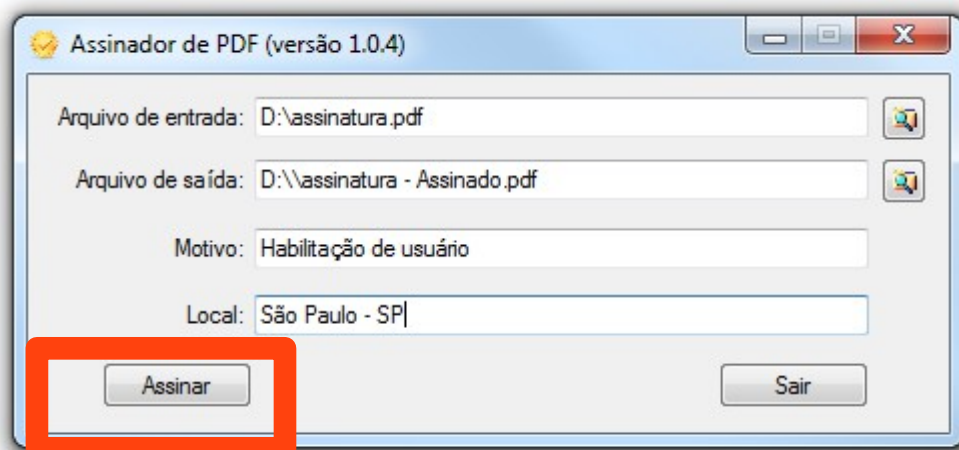 Assinador de PDF (versão 1.0.4)
Arquivo de entrada: D:\assinatura.pdf
Arquivo de saída: D:\\assinatura - Assinado.pdf
Motivo: Habilitação de usuário
Local: São Paulo - SP
Assinar Sair